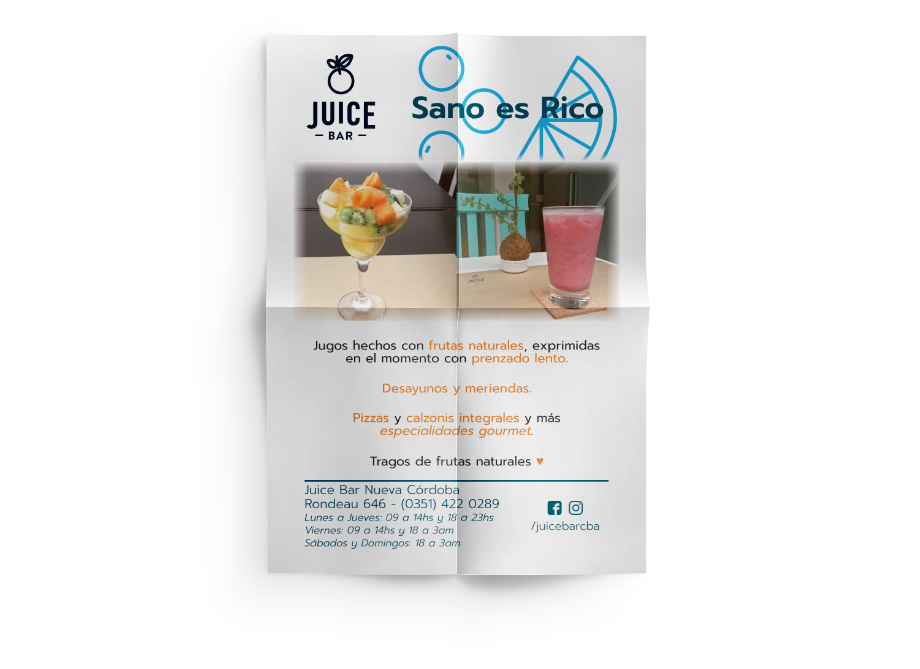 JUICE
BAR
Sano es Rico
Jugos hechos con frutas naturales, exprimidas
en el momento con prenzado lento.
Desayunos y meriendas.
Pizzas y calzonis integrales y más
especialidades gourmet.
Tragos de frutas naturales ♥
Juice Bar Nueva Córdoba
Rondeau 646 - (0351) 422 0289
Lunes a Jueves: 09 a 14hs y 18 a 23hs
Viernes: 09 a 14hs y 18 a 3am
Sábados y Domingos: 18 a 3am
/juicebarcba